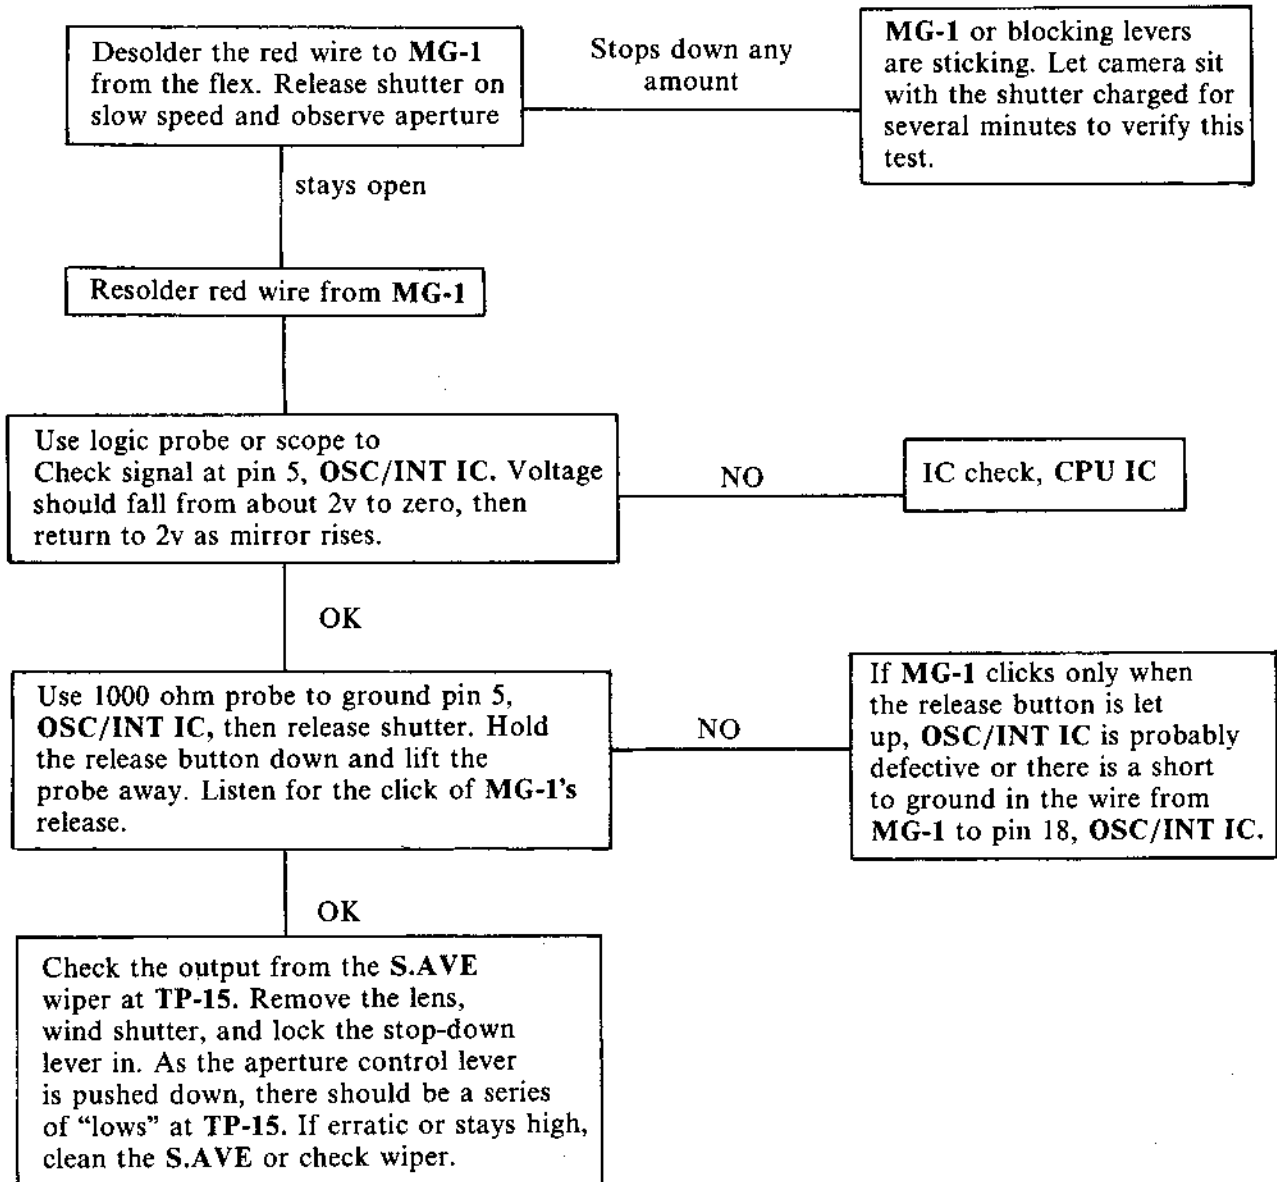 Desolder the red wire to MG-1
from the flex. Release shutter on
slow speed and observe aperture
Stops down any
amount
MG-1 or blocking levers
are sticking. Let camera sit
with the shutter charged for
several minutes to verify this
test.
stays open
Resolder red wire from MG-1
Use logic probe or scope to
Check signal at pin 5, OSC/INT IC. Voltage
should fall from about 2v to zero, then
return to 2v as mirror rises.
NO
IC check, CPU IC
OK
Use 1000 ohm probe to ground pin 5,
OSC/INT IC, then release shutter. Hold
the release button down and lift the
probe away. Listen for the click of MG-1's
release.
NO
If MG-1 clicks only when
the release button is let
up, OSC/INT IC is probably
defective or there is a short
to ground in the wire from
MG-1 to pin 18, OSC/INT IC.
OK
Check the output from the S.AVE
wiper at TP-15. Remove the lens,
wind shutter, and lock the stop-down
lever in. As the aperture control lever
is pushed down, there should be a series
of “lows” at TP-15. If erratic or stays high,
clean the S.AVE or check wiper.